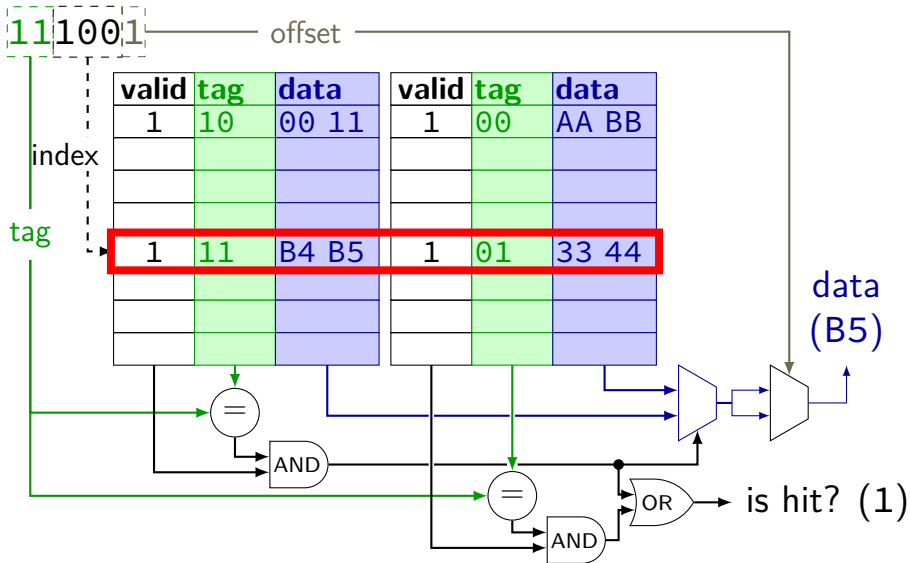 111001
offset
valid tag data valid tag data
1 10 00 11 1 00 AA BB
index
tag
1 11 B4 B5 1 01 33 44
data
(B5)
=
AND
=
OR
is hit? (1)
AND